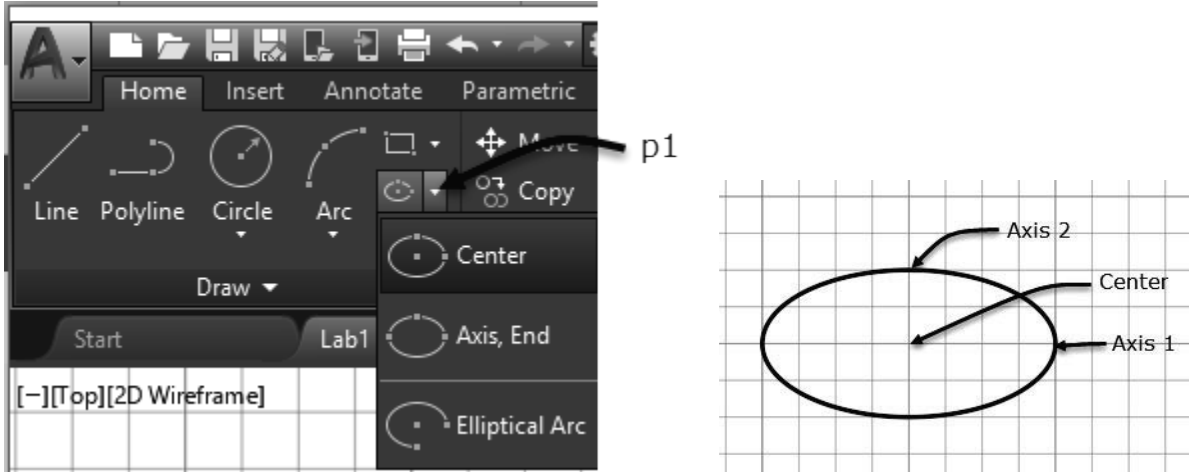 Home Insert Annotate Parametric
Move
p1
Line Polyline Circle Arc Copy
Center
Draw
Axis, End
Start Lab1
[−][Top][2D Wireframe]
Elliptical Arc
Axis 2
Center
Axis 1